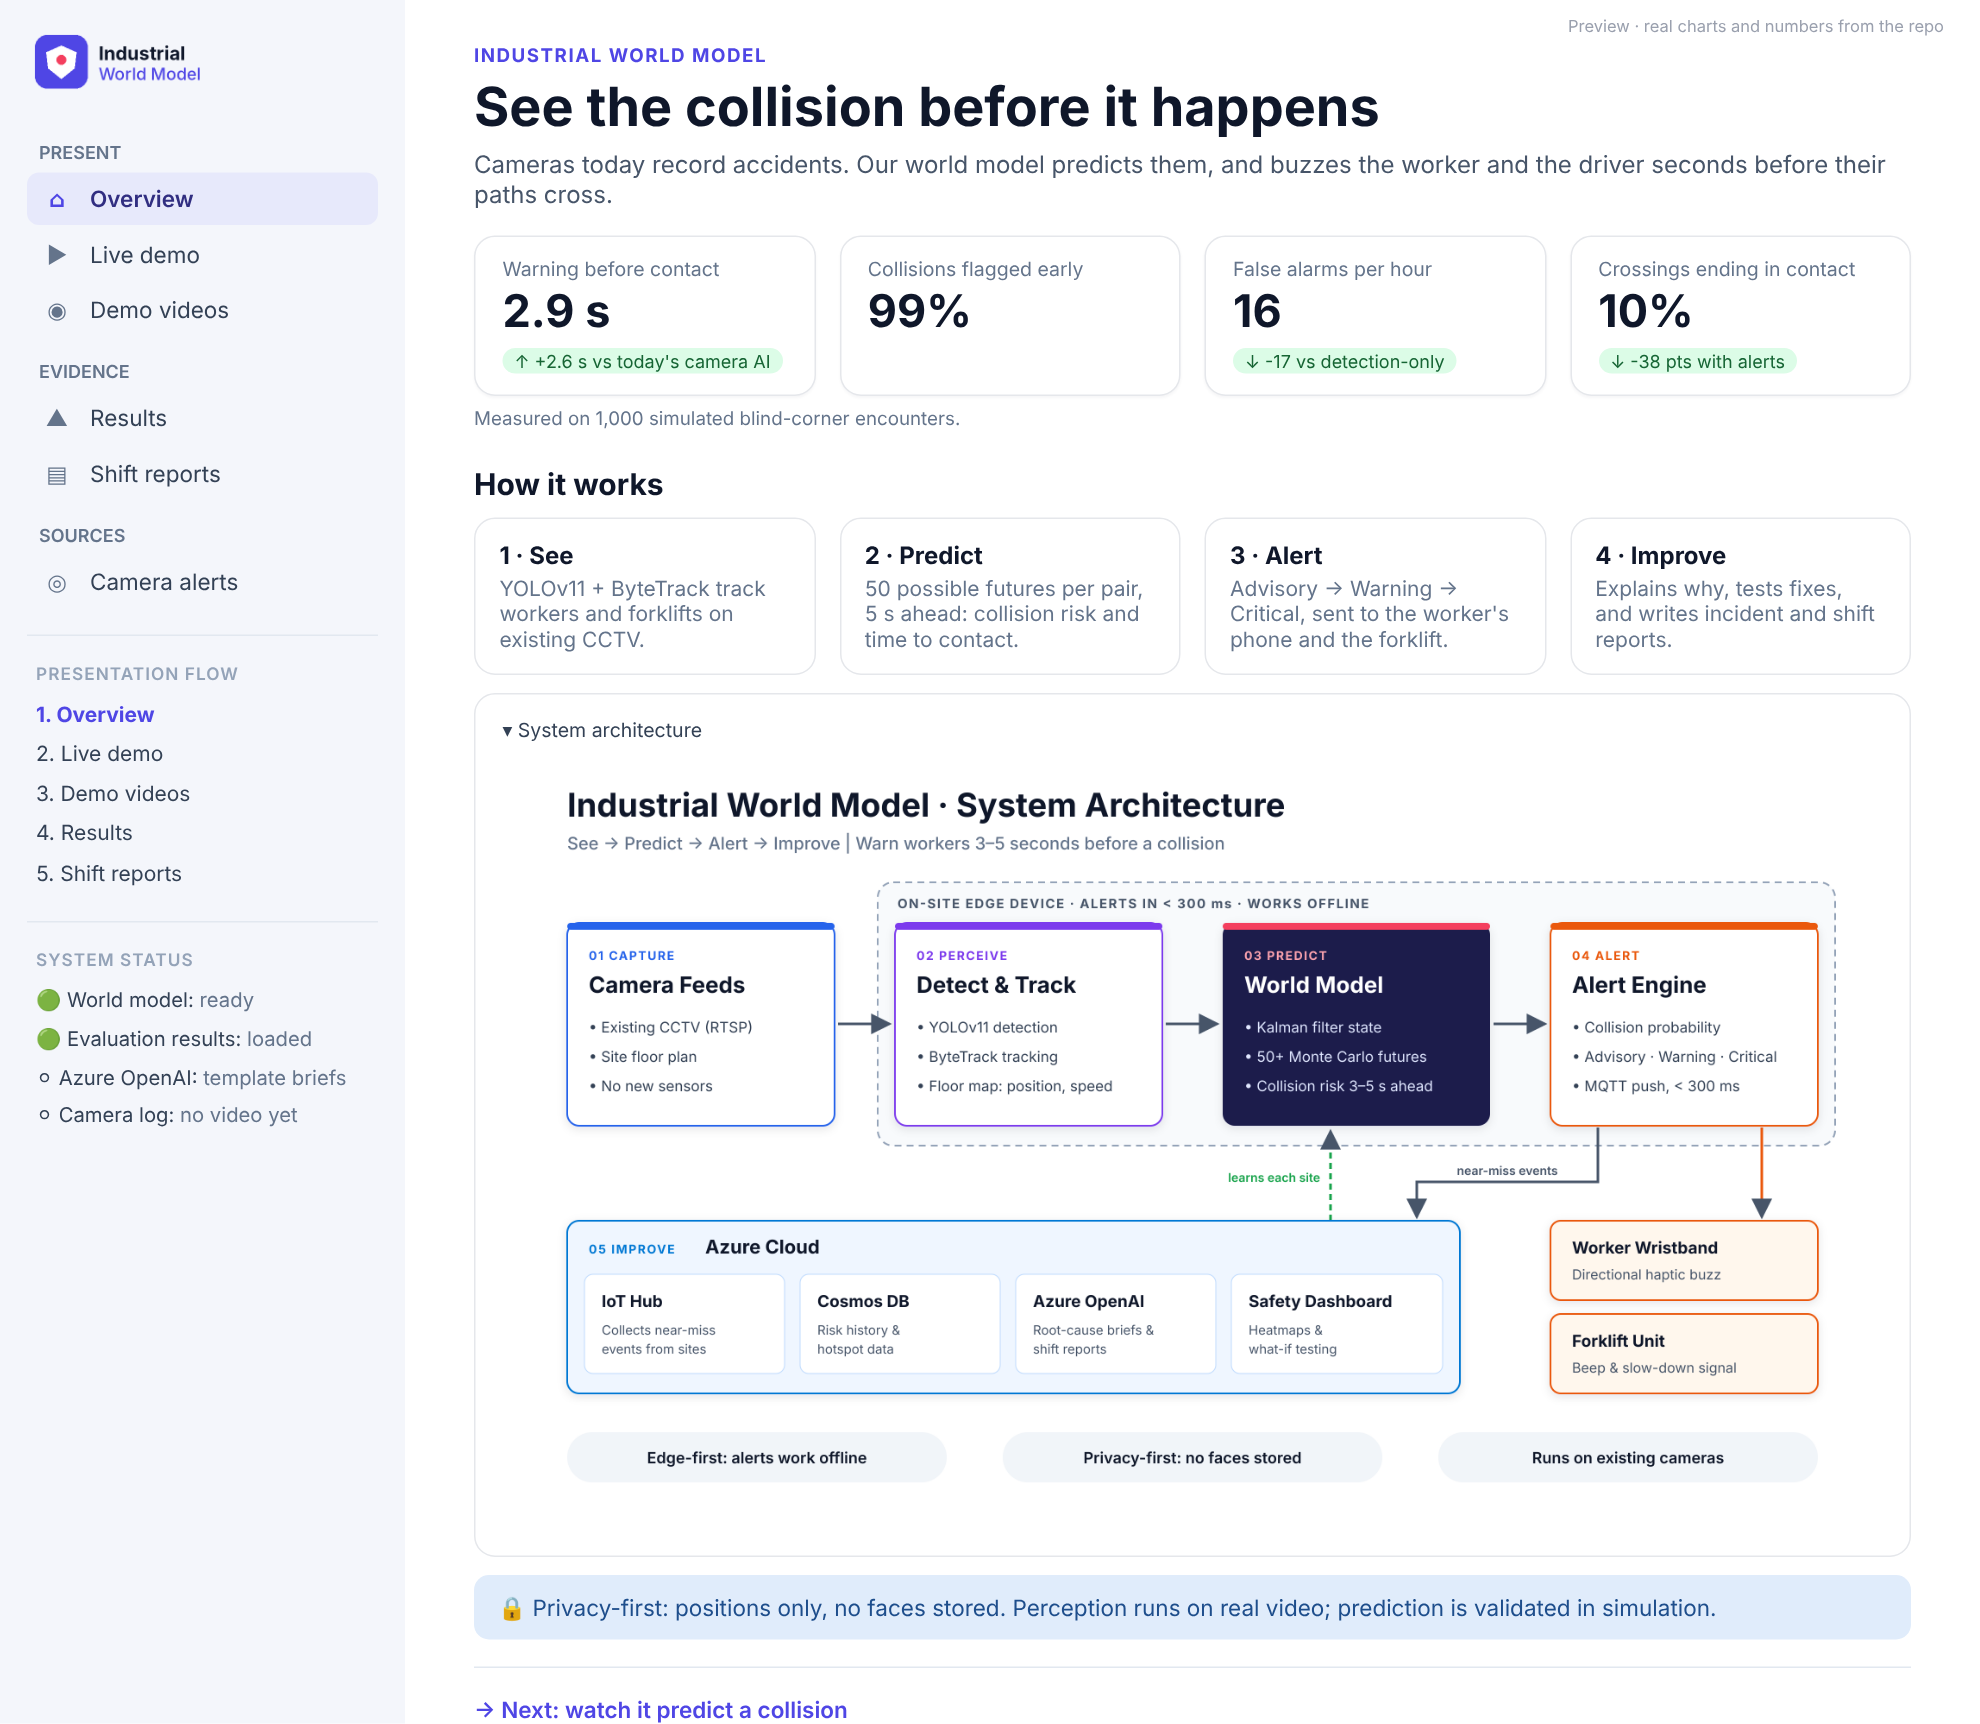 Preview · real charts and numbers from the repo
Industrial
World Model
PRESENT
Overview
Live demo
Demo videos
EVIDENCE
Results
Shift reports
SOURCES
Camera alerts
PRESENTATION FLOW
1. Overview
2. Live demo
3. Demo videos
4. Results
5. Shift reports
SYSTEM STATUS
World model: ready
Evaluation results: loaded
Azure OpenAI: template briefs
Camera log: no video yet
INDUSTRIAL WORLD MODEL
See the collision before it happens
Cameras today record accidents. Our world model predicts them, and buzzes the worker and the driver seconds before their
paths cross.
Warning before contact
2.9 s
↑ +2.6 s vs today's camera AI
Collisions flagged early
99%
False alarms per hour
16
↓ -17 vs detection-only
Crossings ending in contact
10%
↓ -38 pts with alerts
Measured on 1,000 simulated blind-corner encounters.
How it works
1 · See
YOLOv11 + ByteTrack track
workers and forklifts on
existing CCTV.
2 · Predict
50 possible futures per pair,
5 s ahead: collision risk and
time to contact.
3 · Alert
Advisory → Warning →
Critical, sent to the worker's
phone and the forklift.
4 · Improve
Explains why, tests fixes,
and writes incident and shift
reports.
▾ System architecture
Industrial World Model · System Architecture
See → Predict → Alert → Improve | Warn workers 3–5 seconds before a collision
ON-SITE EDGE DEVICE · ALERTS IN < 300 ms · WORKS OFFLINE
01 CAPTURE
Camera Feeds
• Existing CCTV (RTSP)
• Site floor plan
• No new sensors
02 PERCEIVE
Detect & Track
• YOLOv11 detection
• ByteTrack tracking
• Floor map: position, speed
03 PREDICT
World Model
• Kalman filter state
• 50+ Monte Carlo futures
• Collision risk 3–5 s ahead
04 ALERT
Alert Engine
• Collision probability
• Advisory · Warning · Critical
• MQTT push, < 300 ms
learns each site
near-miss events
05 IMPROVE
Azure Cloud
IoT Hub
Collects near-miss
events from sites
Cosmos DB
Risk history &
hotspot data
Azure OpenAI
Root-cause briefs &
shift reports
Safety Dashboard
Heatmaps &
what-if testing
Worker Wristband
Directional haptic buzz
Forklift Unit
Beep & slow-down signal
Edge-first: alerts work offline
Privacy-first: no faces stored
Runs on existing cameras
🔒 Privacy-first: positions only, no faces stored. Perception runs on real video; prediction is validated in simulation.
→ Next: watch it predict a collision